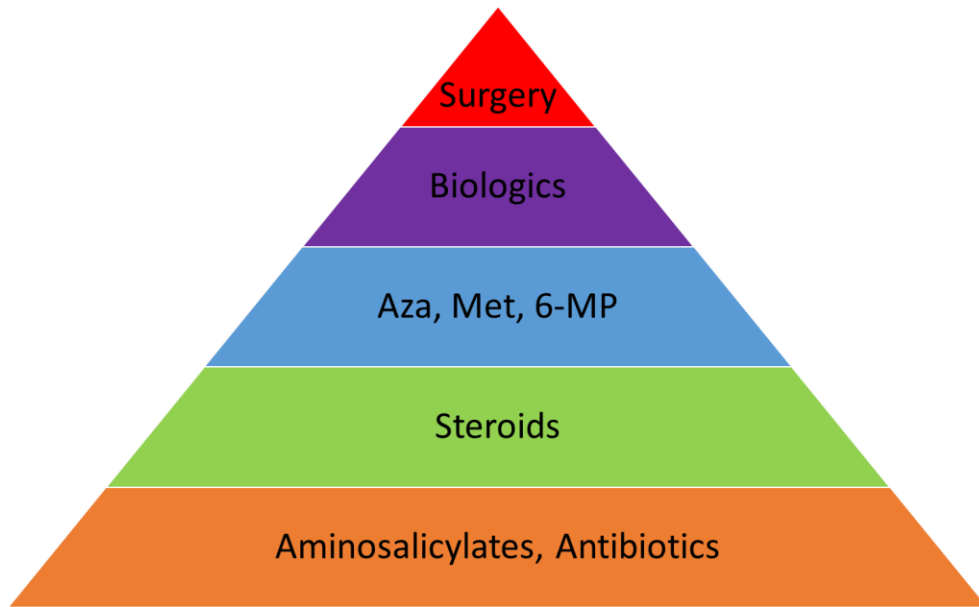 Surgery
Biologics
Aza, Met, 6-MP
Steroids
Aminosalicylates, Antibiotics